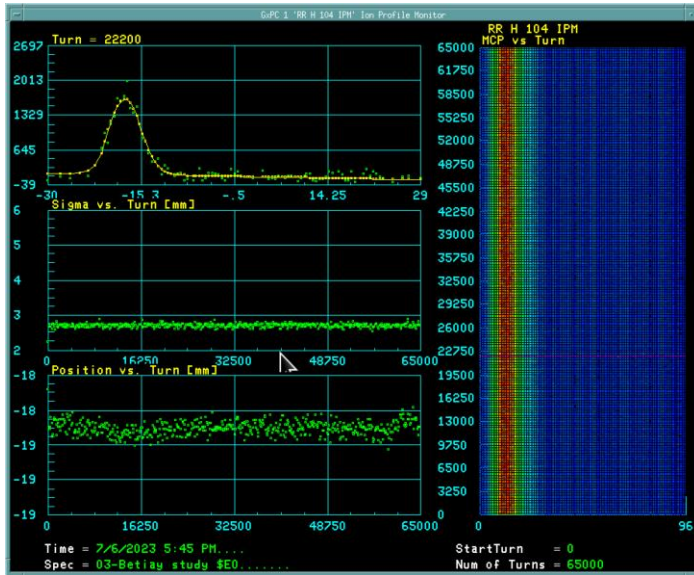 GxPC 1 'RR H 104 IPM' Ion Profile Monitor
Turn = 22200
2697
2013
1329
645
-39
-30 -15.3 -.5 14.25 29
Sigma vs. Turn [mm]
6
5
4
3
2
0 16250 32500 48750 65000
Position vs. Turn [mm]
-18
-18
-19
-19
-19
0 16250 32500 48750 65000
RR H 104 IPM
MCP vs Turn
65000
61750
58500
55250
52000
48750
45500
42250
39000
35750
32500
29250
26000
22750
19500
16250
13000
9750
6500
3250
0
0 96
Time = 7/6/2023 5:45 PM....
Spec = 03-Betiay study $E0.......
StartTurn = 0
Num of Turns = 65000